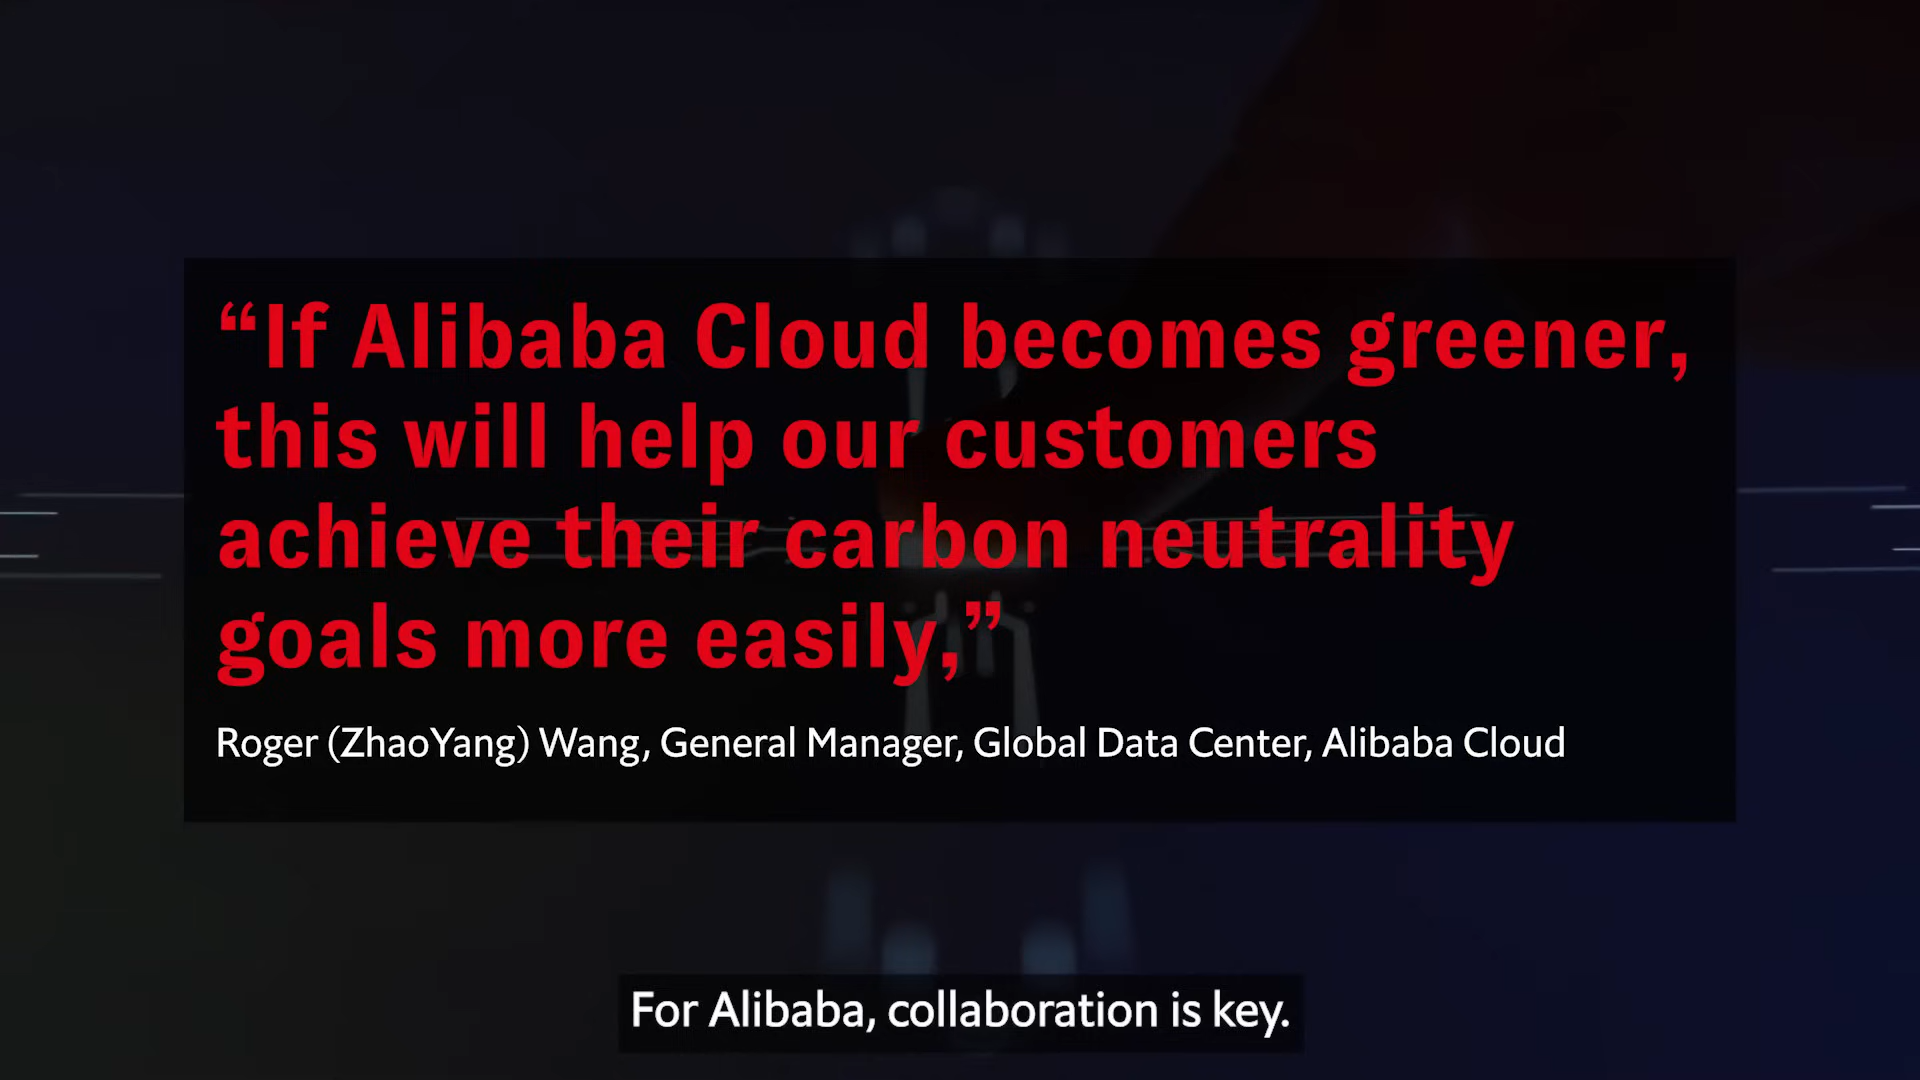 “If Alibaba Cloud becomes greener,
this will help our customers
achieve their carbon neutrality
goals more easily,”
Roger (ZhaoYang) Wang, General Manager, Global Data Center, Alibaba Cloud
For Alibaba, collaboration is key.